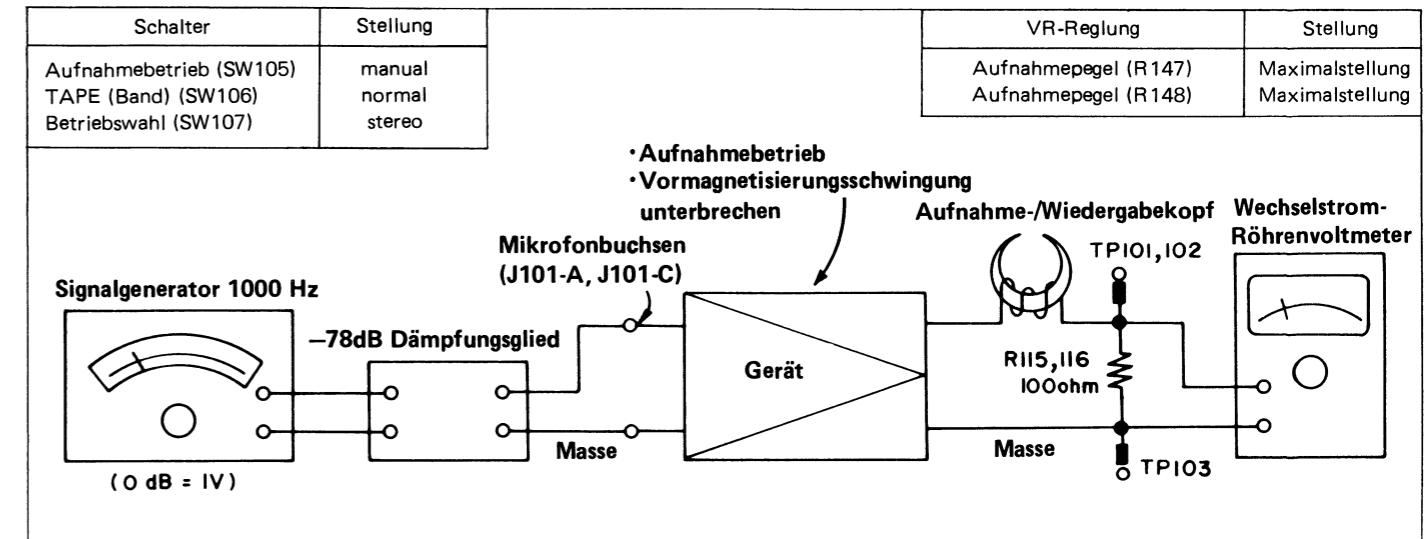 Schalter Stellung
Aufnahmebetrieb (SW105) manual
TAPE (Band) (SW106) normal
Betriebswahl (SW107) stereo
VR-Reglung Stellung
Aufnahmepegel (R147) Maximalstellung
Aufnahmepegel (R148) Maximalstellung
·Aufnahmebetrieb
·Vormagnetisierungsschwingung
unterbrechen
Mikrofonbuchsen
(J101-A, J101-C)
Aufnahme-/Wiedergabekopf
Wechselstrom-
Röhrenvoltmeter
TP101,102
Signalgenerator 1000 Hz
–78dB Dämpfungsglied
Gerät
R115,116
100ohm
Masse
Masse
TP103
(0 dB = 1V)